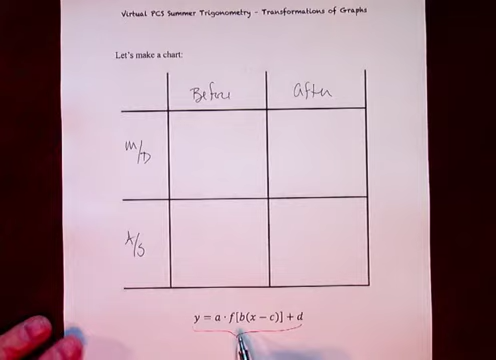 Virtual PCS Summer Trigonometry - Transformations of Graphs
Let's make a chart:
Before After
M/D
A/S
y = a · f[b(x − c)] + d